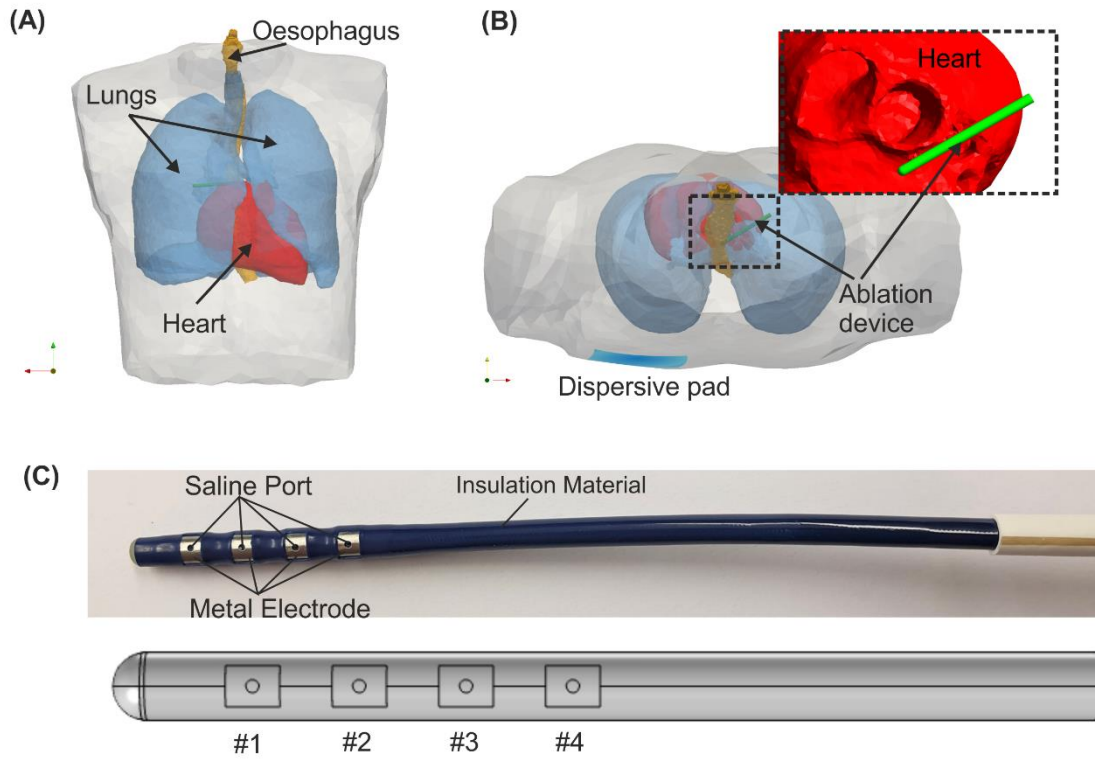 (A)
Oesophagus
Lungs
Heart
(B)
Heart
Ablation
device
Dispersive pad
(C)
Saline Port
Insulation Material
Metal Electrode
#1
#2
#3
#4